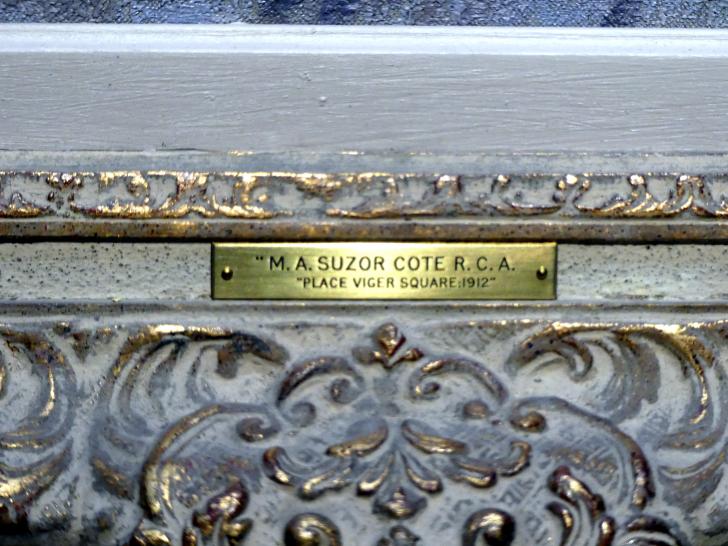 "M. A. SUZOR COTE R. C. A.
"PLACE VIGER SQUARE:1912"